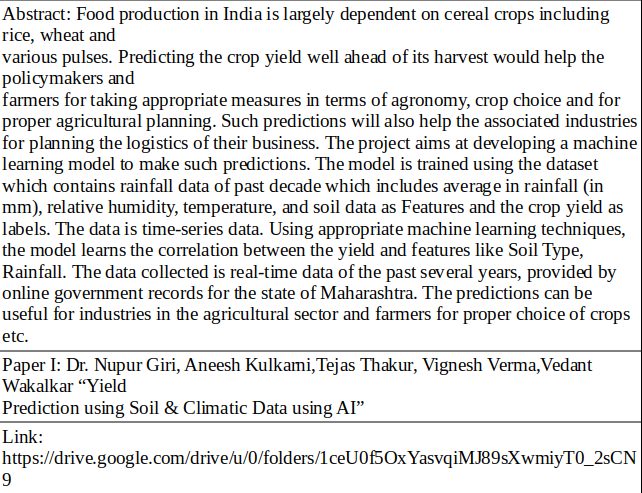 Abstract: Food production in India is largely dependent on cereal crops including
rice, wheat and
various pulses. Predicting the crop yield well ahead of its harvest would help the
policymakers and
farmers for taking appropriate measures in terms of agronomy, crop choice and for
proper agricultural planning. Such predictions will also help the associated industries
for planning the logistics of their business. The project aims at developing a machine
learning model to make such predictions. The model is trained using the dataset
which contains rainfall data of past decade which includes average in rainfall (in
mm), relative humidity, temperature, and soil data as Features and the crop yield as
labels. The data is time-series data. Using appropriate machine learning techniques,
the model learns the correlation between the yield and features like Soil Type,
Rainfall. The data collected is real-time data of the past several years, provided by
online government records for the state of Maharashtra. The predictions can be
useful for industries in the agricultural sector and farmers for proper choice of crops
etc.
Paper I: Dr. Nupur Giri, Aneesh Kulkarni,Tejas Thakur, Vignesh Verma,Vedant
Wakalkar “Yield
Prediction using Soil & Climatic Data using AI”
Link:
https://drive.google.com/drive/u/0/folders/1ceU0f5OxYasvqiMJ89sXwmiyT0_2sCN
9